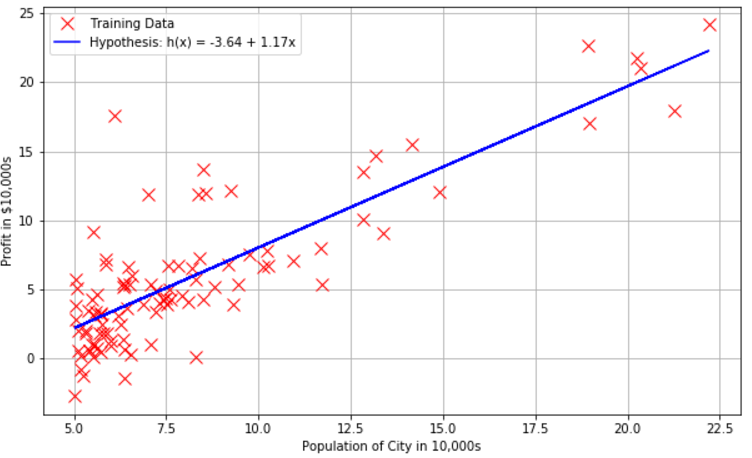 25
20
15
10
5
0
Profit in $10,000s
Training Data
Hypothesis: h(x) = -3.64 + 1.17x
5.0 7.5 10.0 12.5 15.0 17.5 20.0 22.5
Population of City in 10,000s